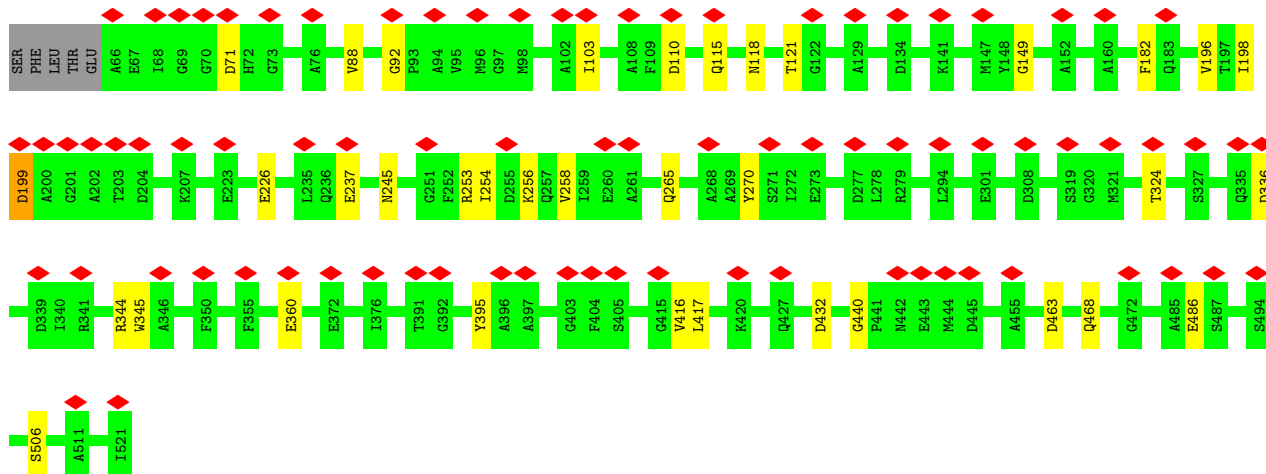 SER PHE LEU THR GLU A66 E67 I68 G69 G70 D71 H72 G73 A76 V88 G92 P93 A94 V95 M96 G97 M98 A102 I103 A108 F109 D110 Q115 N118 T121 G122 A129 D134 K141 M147 Y148 G149 A152 A160 F182 Q183 V196 T197 I198
D199 A200 G201 A202 T203 D204 K207 E223 E226 L235 Q236 E237 N245 G251 F252 R253 I254 D255 K256 Q257 V258 I259 E260 A261 Q265 A268 A269 Y270 S271 I272 E273 D277 L278 R279 L294 E301 D308 S319 G320 M321 T324 S327 Q335 D336
D339 I340 R341 R344 W345 A346 F350 F355 E360 E372 I376 T391 G392 Y395 A396 A397 G403 F404 S405 G415 V416 L417 K420 Q427 D432 G440 P441 N442 E443 M444 D445 A455 D463 Q468 G472 A485 E486 S487 S494
S506 A511 I521